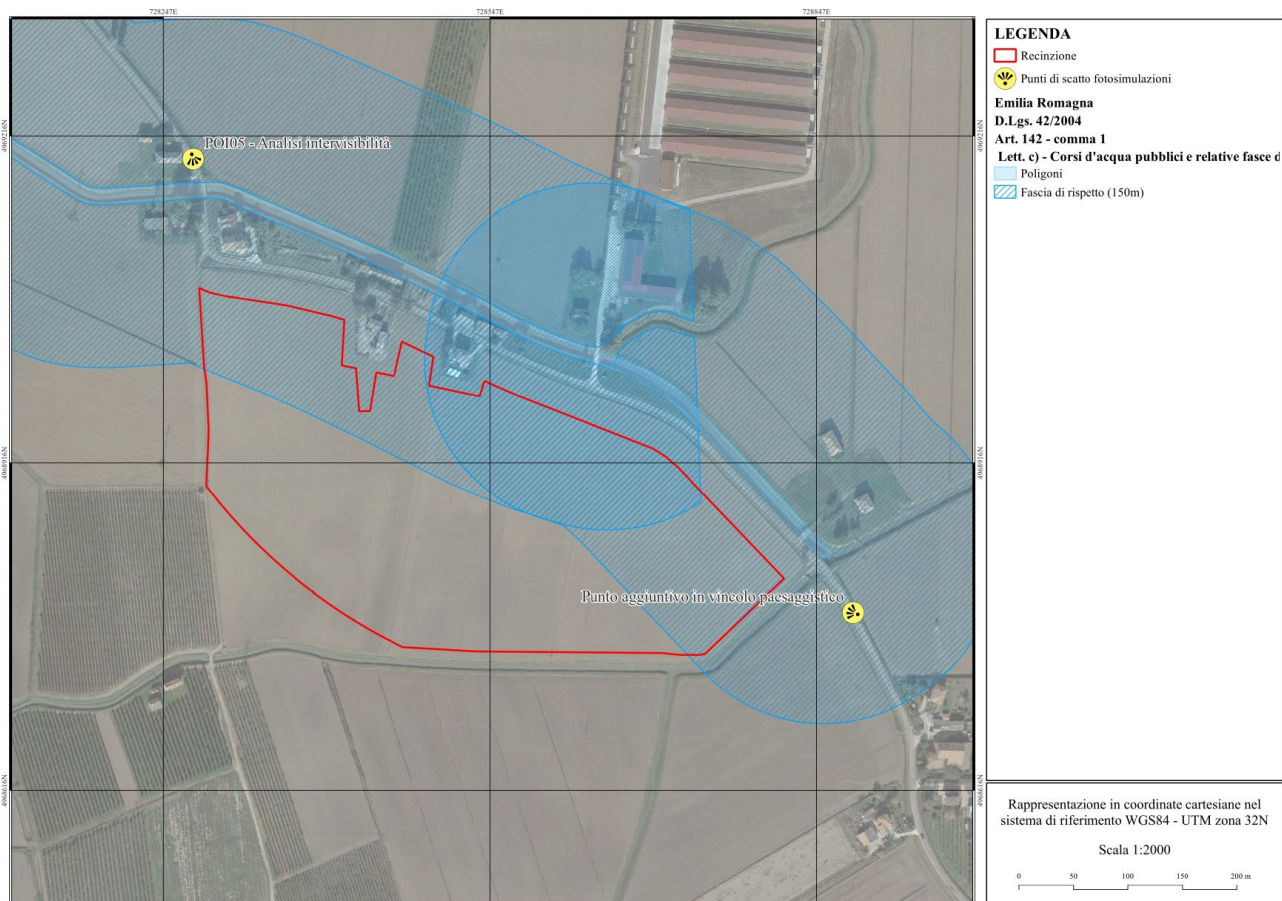 728247E
728547E
728847E
4969216N
4969216N
POI05 - Analisi intervisibilità
4968916N
4968916N
Punto aggiuntivo in vincolo paesaggistico
4968616N
4968616N
LEGENDA
Recinzione
Punti di scatto fotosimulazioni
Emilia Romagna
D.Lgs. 42/2004
Art. 142 - comma 1
Lett. c) - Corsi d'acqua pubblici e relative fasce d
Poligoni
Fascia di rispetto (150m)
Rappresentazione in coordinate cartesiane nel
sistema di riferimento WGS84 - UTM zona 32N
Scala 1:2000
0 50 100 150 200 m